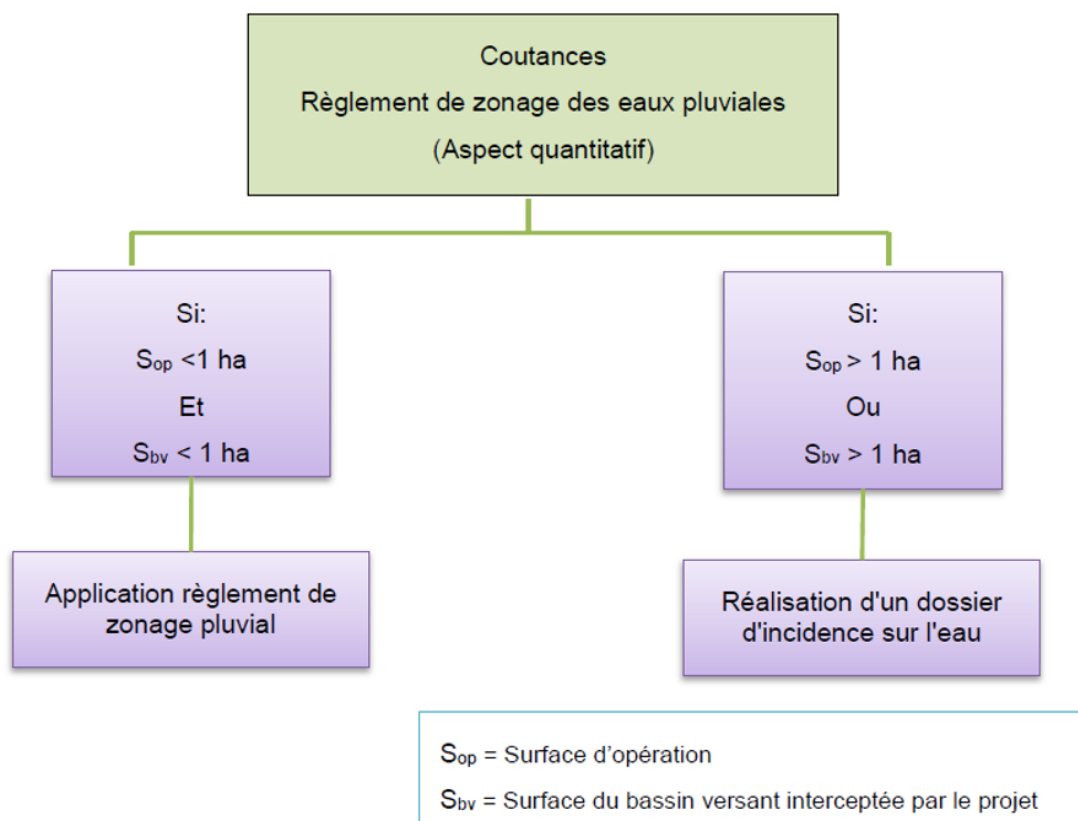 Coutances
Règlement de zonage des eaux pluviales
(Aspect quantitatif)
Si:
Sop <1 ha
Et
Sbv < 1 ha
Application règlement de
zonage pluvial
Si:
Sop > 1 ha
Ou
Sbv > 1 ha
Réalisation d'un dossier
d'incidence sur l'eau
Sop = Surface d’opération
Sbv = Surface du bassin versant interceptée par le projet